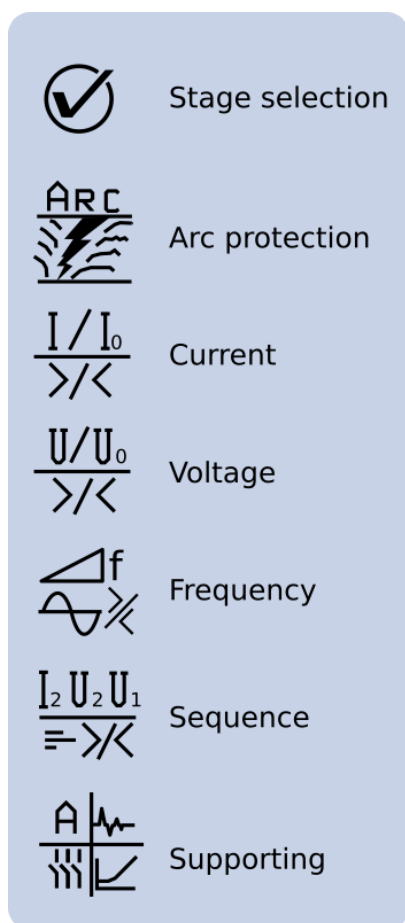 Stage selection
ARC
Arc protection
I / I0
>/<
Current
U/U0
>/<
Voltage
f
>/<
Frequency
I2 U2 U1
>/<
Sequence
A
Supporting